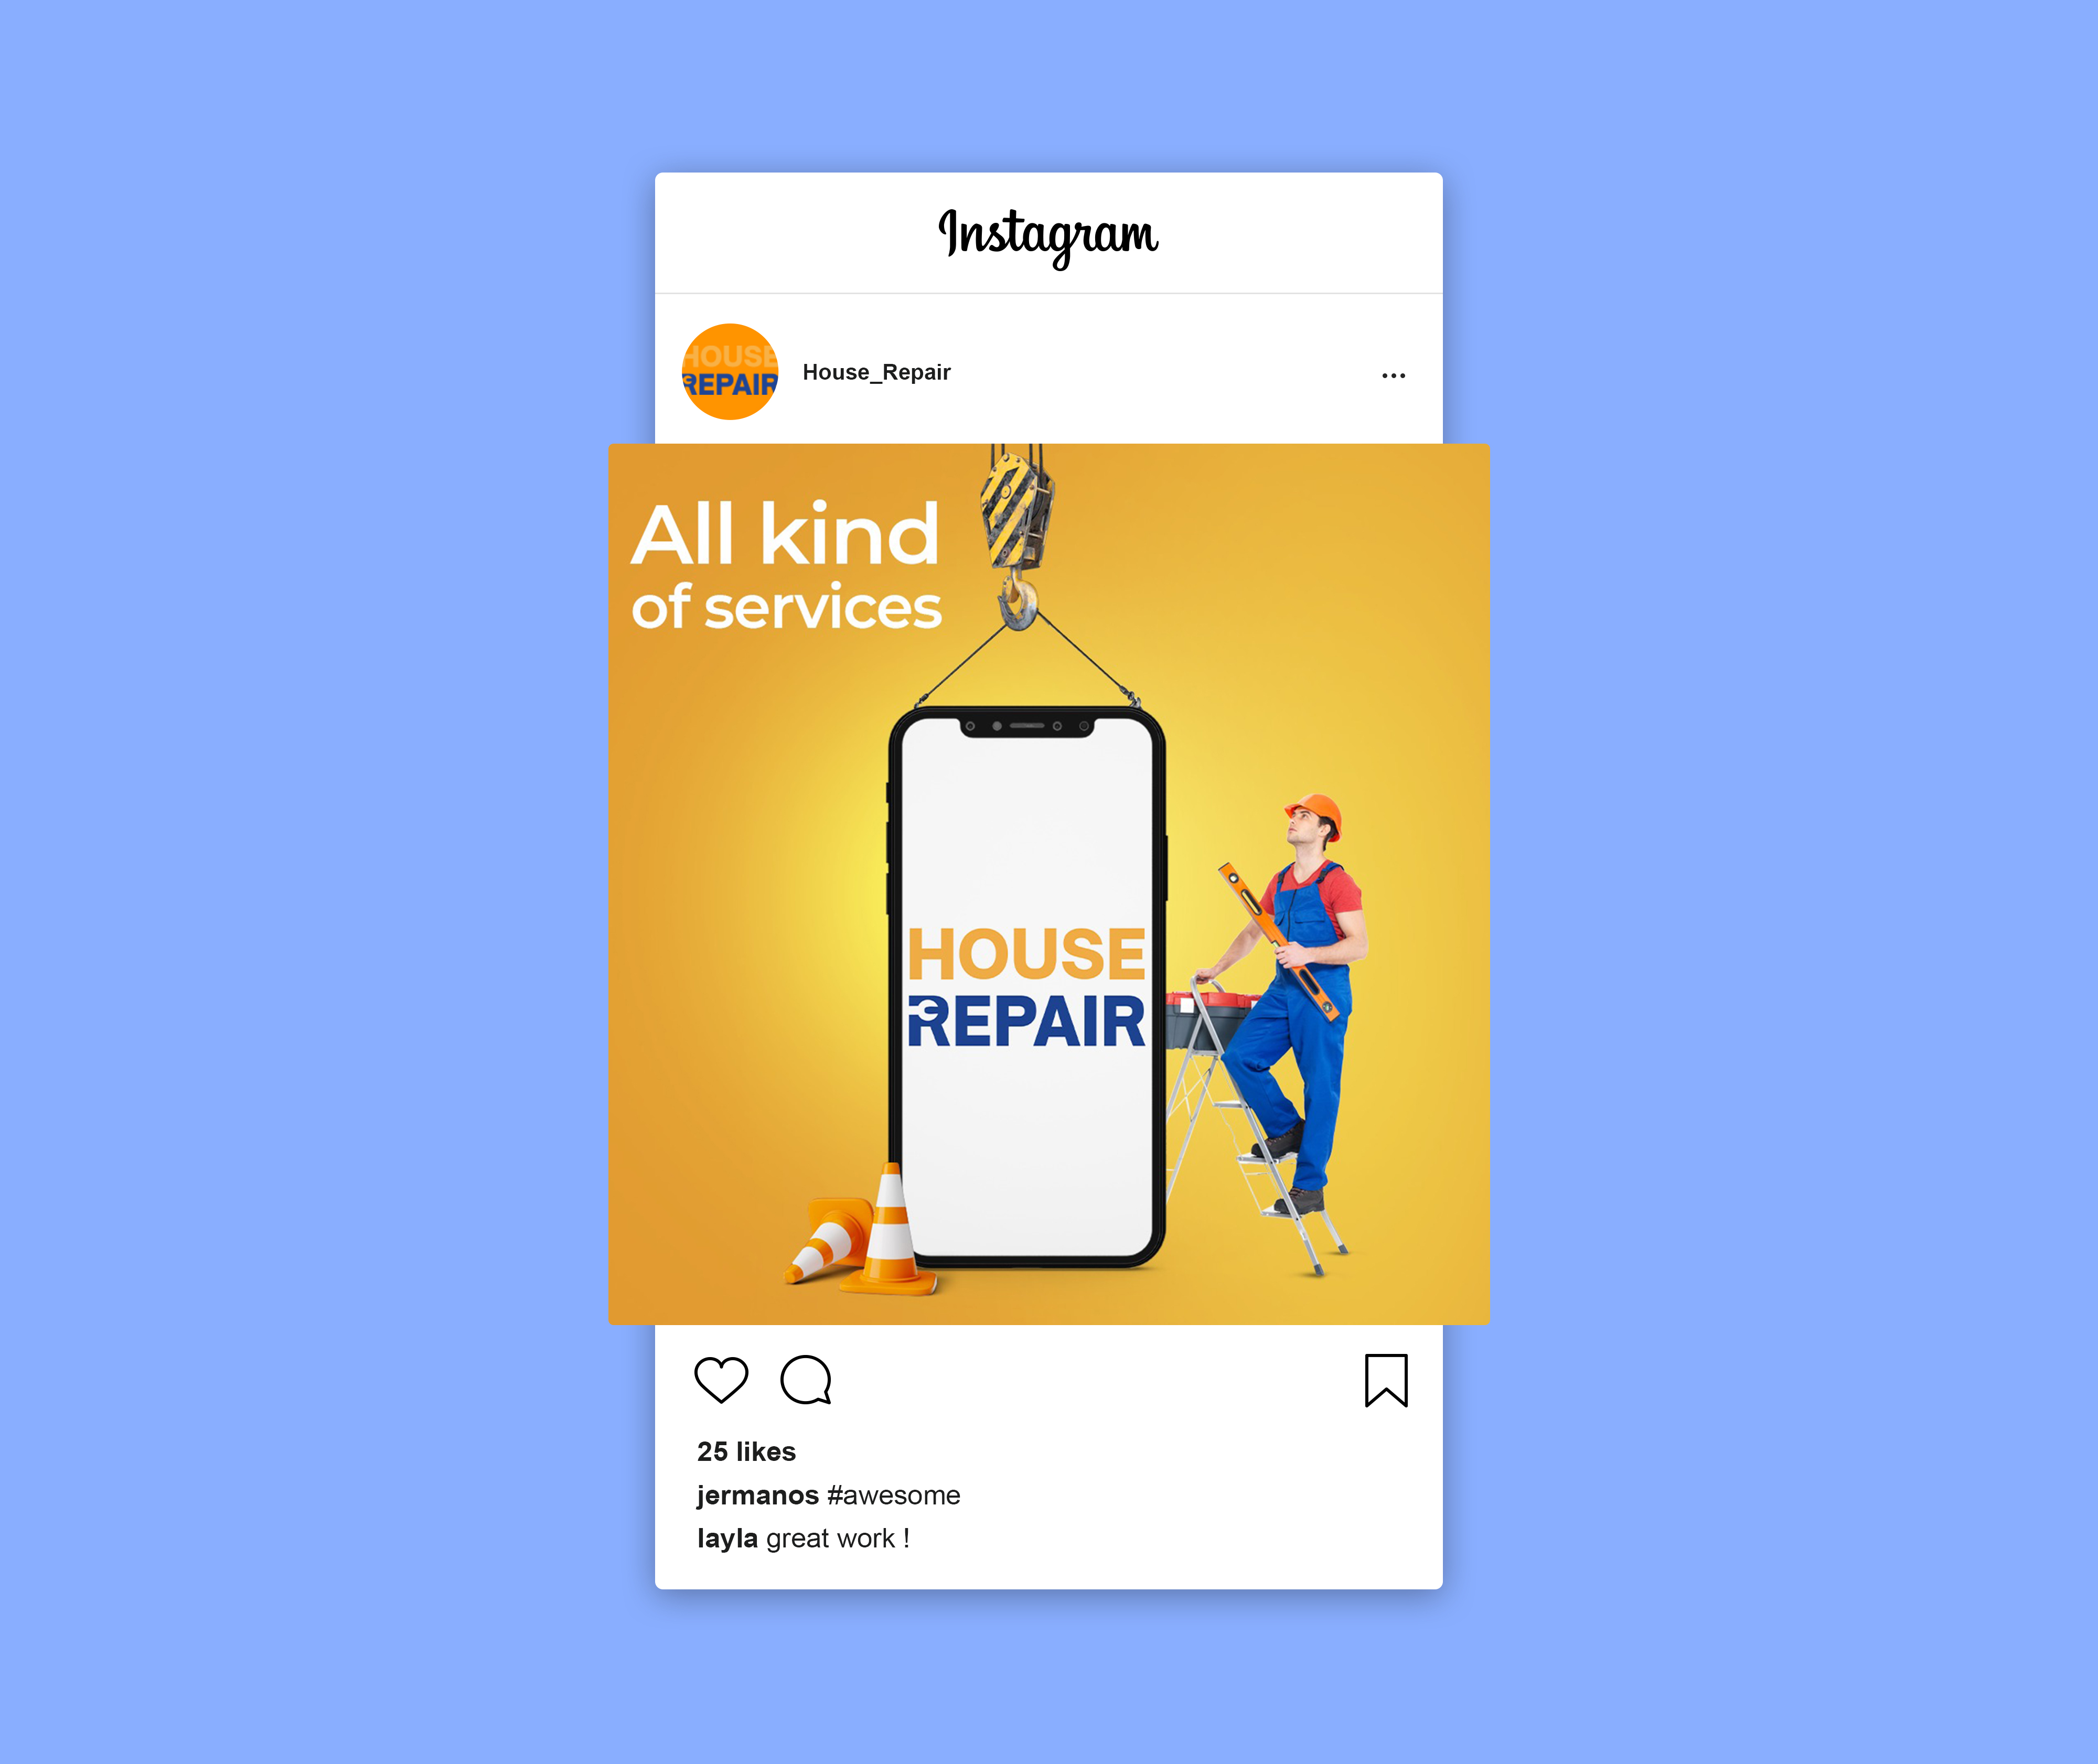 Instagram
HOUSE
REPAIR
House_Repair
All kind
of services
HOUSE
REPAIR
25 likes
jermanos #awesome
layla great work !